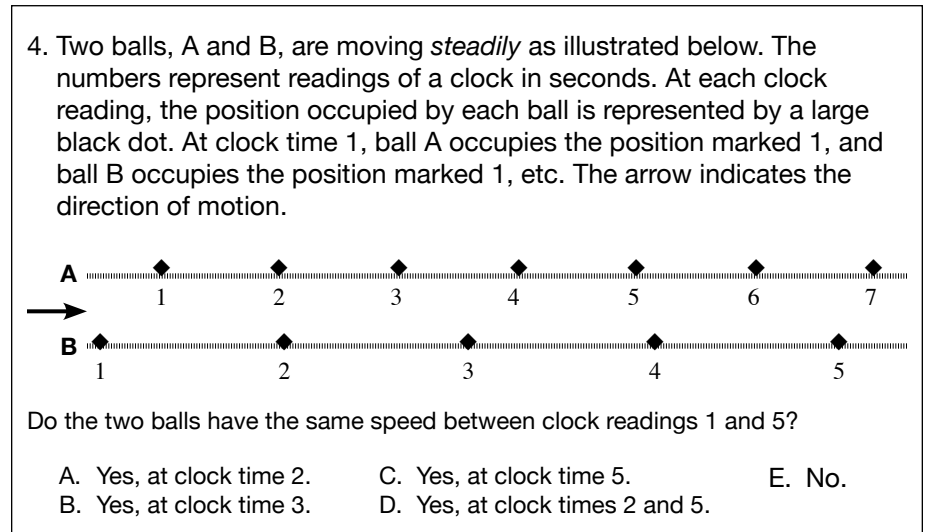 4. Two balls, A and B, are moving steadily as illustrated below. The
numbers represent readings of a clock in seconds. At each clock
reading, the position occupied by each ball is represented by a large
black dot. At clock time 1, ball A occupies the position marked 1, and
ball B occupies the position marked 1, etc. The arrow indicates the
direction of motion.
A
1 2 3 4 5 6 7
B
1 2 3 4 5
Do the two balls have the same speed between clock readings 1 and 5?
A. Yes, at clock time 2. C. Yes, at clock time 5. E. No.
B. Yes, at clock time 3. D. Yes, at clock times 2 and 5.